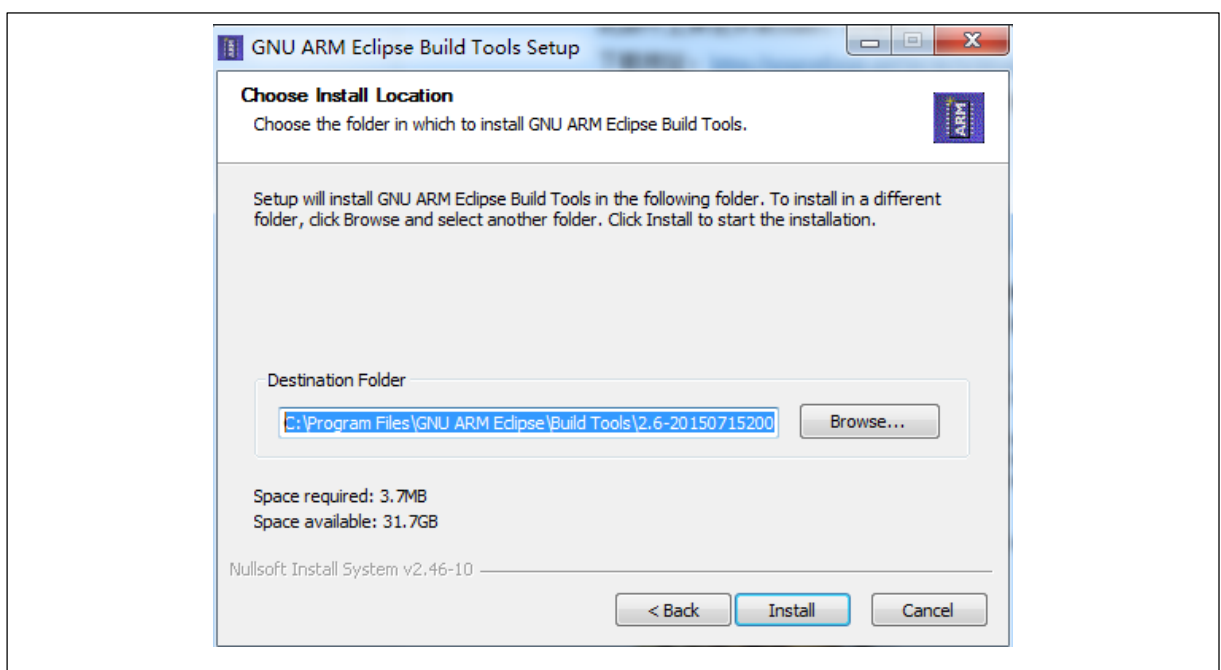 GNU ARM Eclipse Build Tools Setup
Choose Install Location
Choose the folder in which to install GNU ARM Eclipse Build Tools.
ARM
Setup will install GNU ARM Eclipse Build Tools in the following folder. To install in a different
folder, click Browse and select another folder. Click Install to start the installation.
Destination Folder
C:\Program Files\GNU ARM Eclipse\Build Tools\2.6-20150715200
Browse...
Space required: 3.7MB
Space available: 31.7GB
Nullsoft Install System v2.46-10
< Back
Install
Cancel